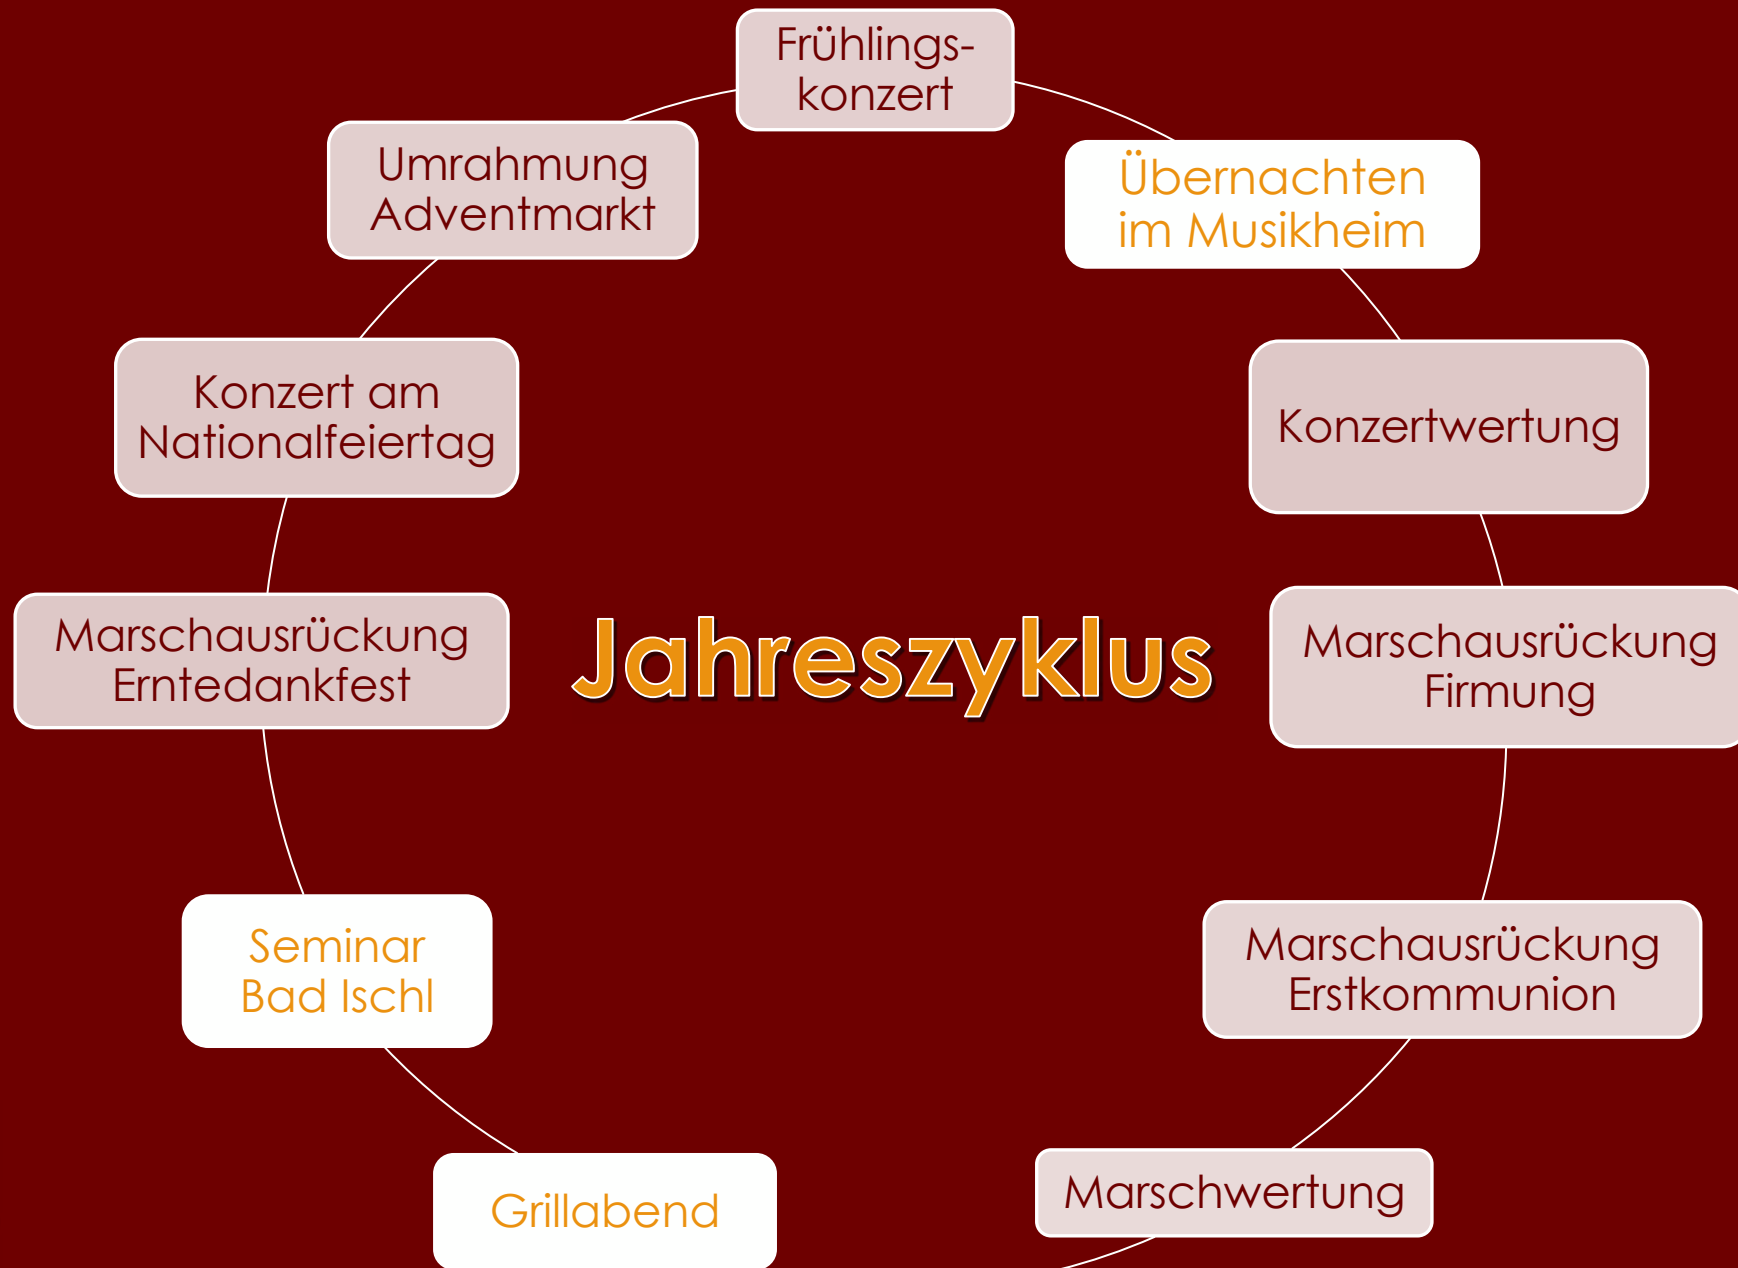 Frühlings-
konzert
Übernachten
im Musikheim
Konzertwertung
Marschausrückung
Firmung
Marschausrückung
Erstkommunion
Marschwertung
Grillabend
Seminar
Bad Ischl
Marschausrückung
Erntedankfest
Konzert am
Nationalfeiertag
Umrahmung
Adventmarkt
Jahreszyklus